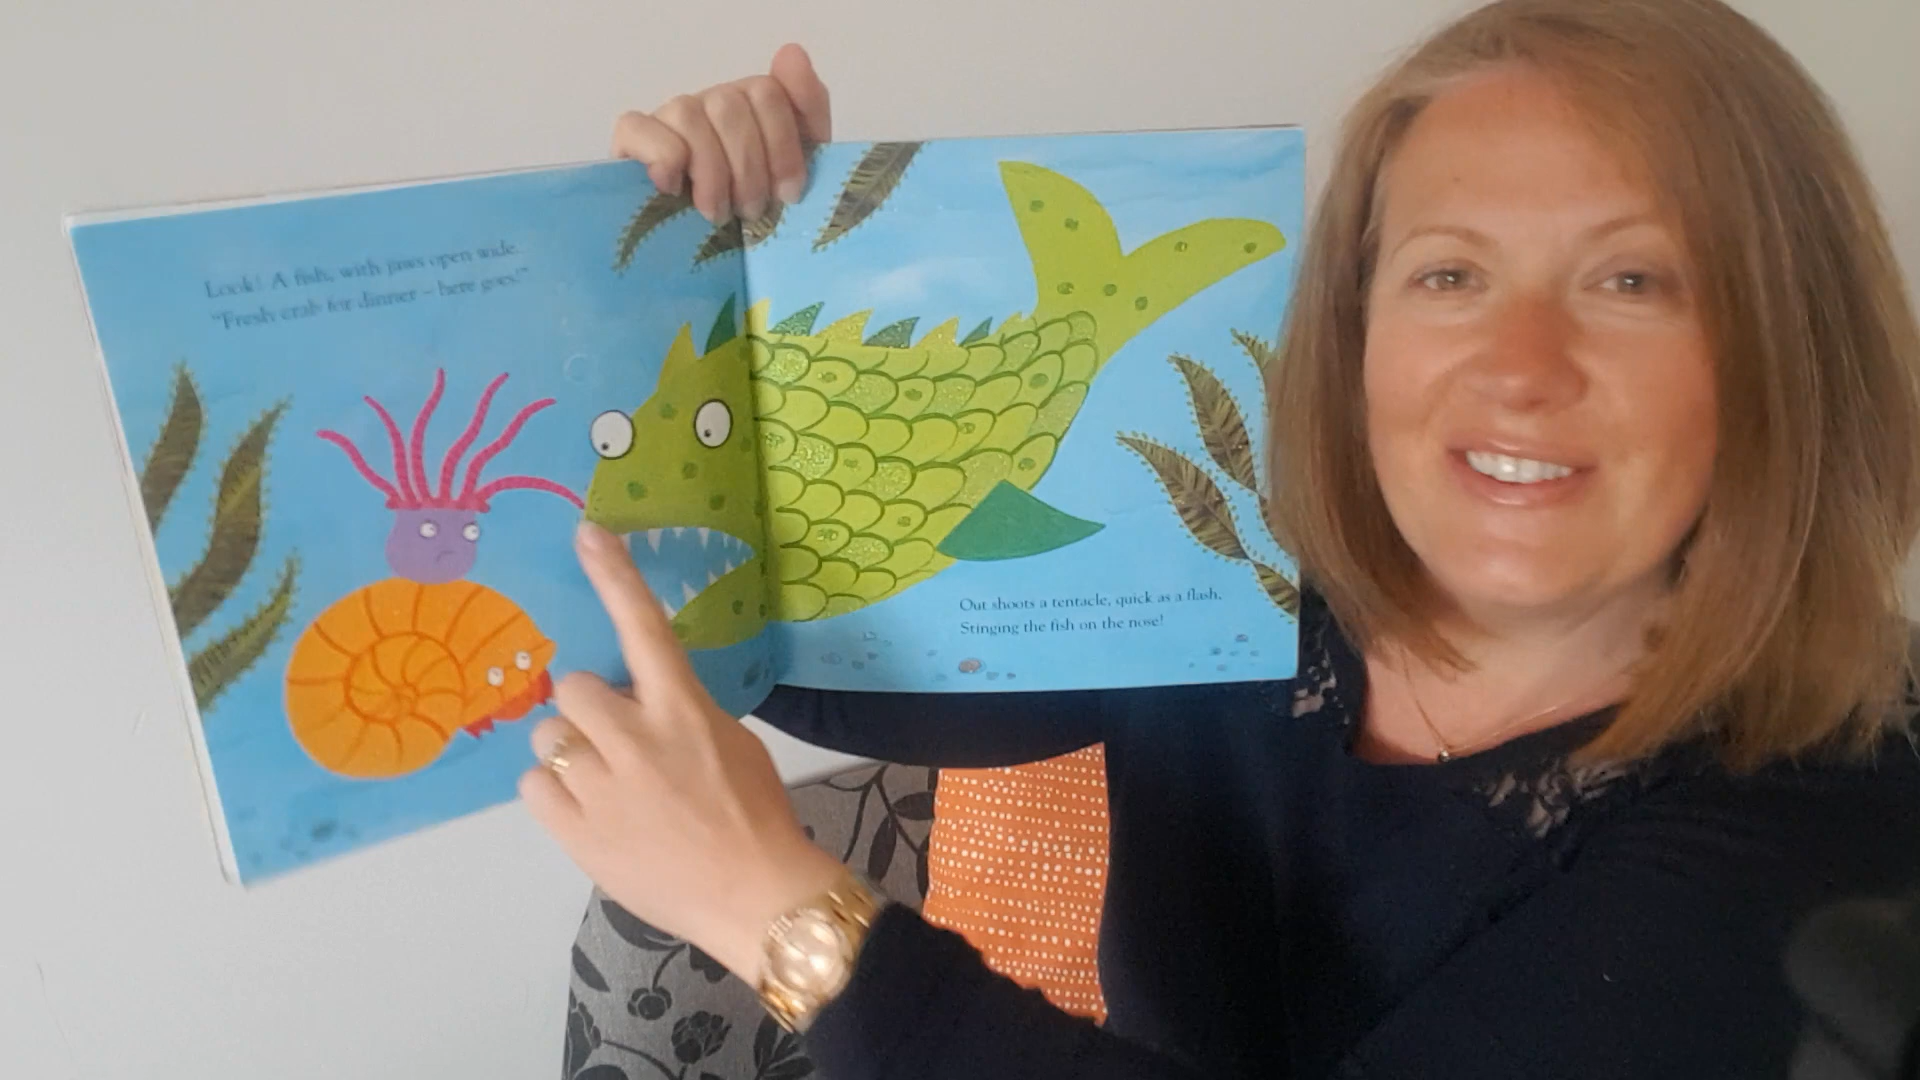 Look! A fish, with jaws open wide...
"Fresh crab for dinner – here goes!"
Out shoots a tentacle, quick as a flash,
Stinging the fish on the nose!